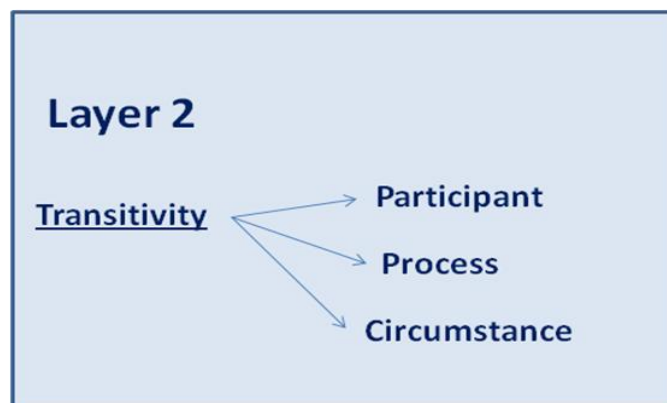 Layer 2
Transitivity
Participant
Process
Circumstance